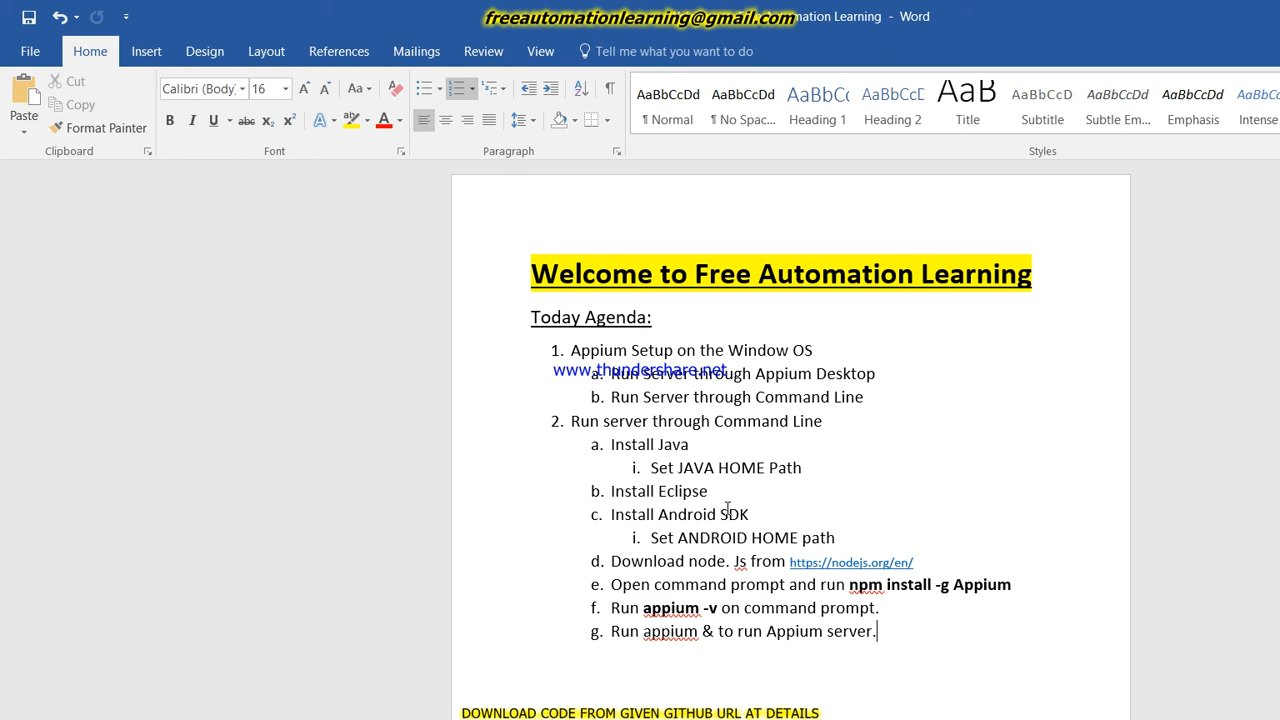 freeautomationlearning@gmail.com
Automation Learning - Word
File Home Insert Design Layout References Mailings Review View Tell me what you want to do
Paste
Cut
Copy
Format Painter
Clipboard
Calibri (Body) 16
Font
Paragraph
AaBbCcDd AaBbCcDd AaBbC AaBbCcD AaB AaBbCcD AaBbCcDd AaBbCcDd AaBbCcDd
¶ Normal ¶ No Spac... Heading 1 Heading 2 Title Subtitle Subtle Em... Emphasis Intense
Styles
Welcome to Free Automation Learning
Today Agenda:
1. Appium Setup on the Window OS
www.thundershare.net
a. Run Server through Appium Desktop
b. Run Server through Command Line
2. Run server through Command Line
a. Install Java
i. Set JAVA HOME Path
b. Install Eclipse
c. Install Android SDK
i. Set ANDROID HOME path
d. Download node. Js from https://nodejs.org/en/
e. Open command prompt and run npm install -g Appium
f. Run appium -v on command prompt.
g. Run appium & to run Appium server.
DOWNLOAD CODE FROM GIVEN GITHUB URL AT DETAILS